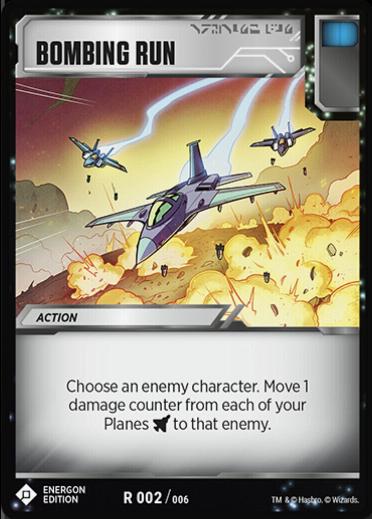 BOMBING RUN
ACTION
Choose an enemy character. Move 1
damage counter from each of your
Planes to that enemy.
ENERGON
EDITION
R 002/006
TM & © Hasbro. © Wizards.